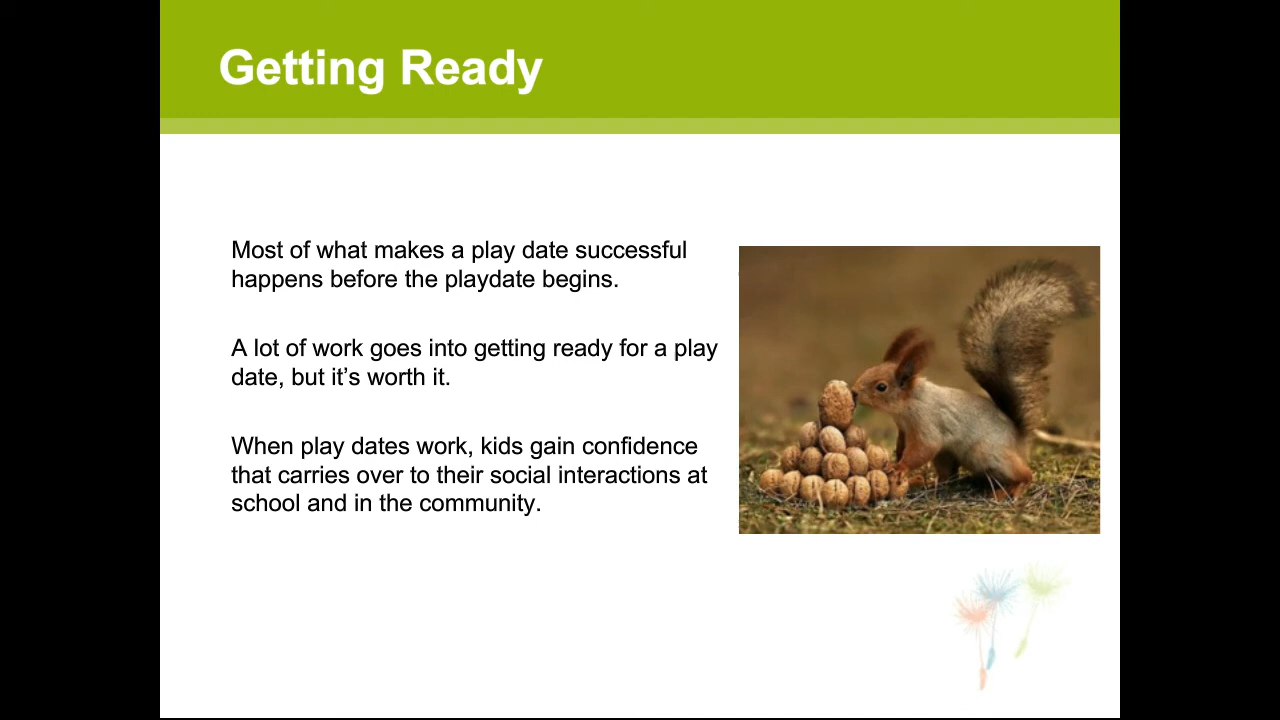 Getting Ready
Most of what makes a play date successful
happens before the playdate begins.
A lot of work goes into getting ready for a play
date, but it’s worth it.
When play dates work, kids gain confidence
that carries over to their social interactions at
school and in the community.